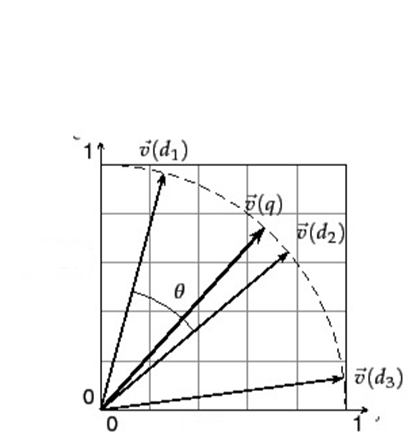 1
v⃗(d₁)
v⃗(q)
v⃗(d₂)
θ
v⃗(d₃)
0
0 1